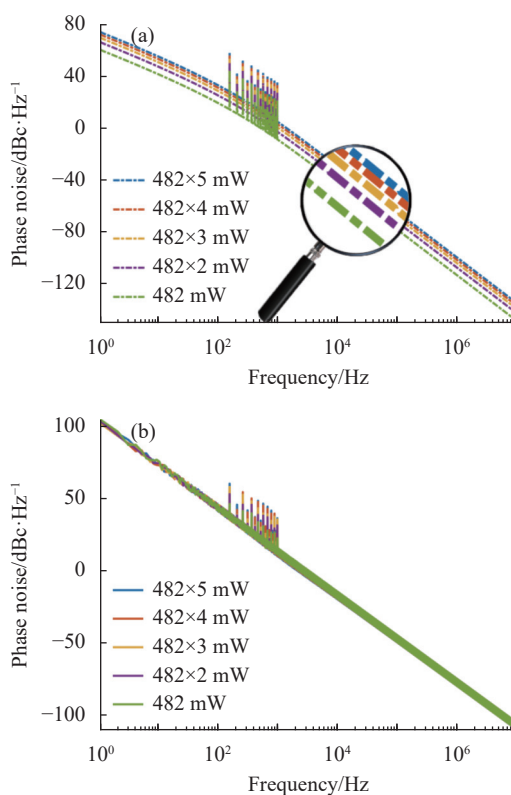 (a)
80
40
0
−40
−80
−120
Phase noise/dBc·Hz⁻¹
482×5 mW
482×4 mW
482×3 mW
482×2 mW
482 mW
10⁰ 10² 10⁴ 10⁶
Frequency/Hz
(b)
100
50
0
−50
−100
Phase noise/dBc·Hz⁻¹
482×5 mW
482×4 mW
482×3 mW
482×2 mW
482 mW
10⁰ 10² 10⁴ 10⁶
Frequency/Hz